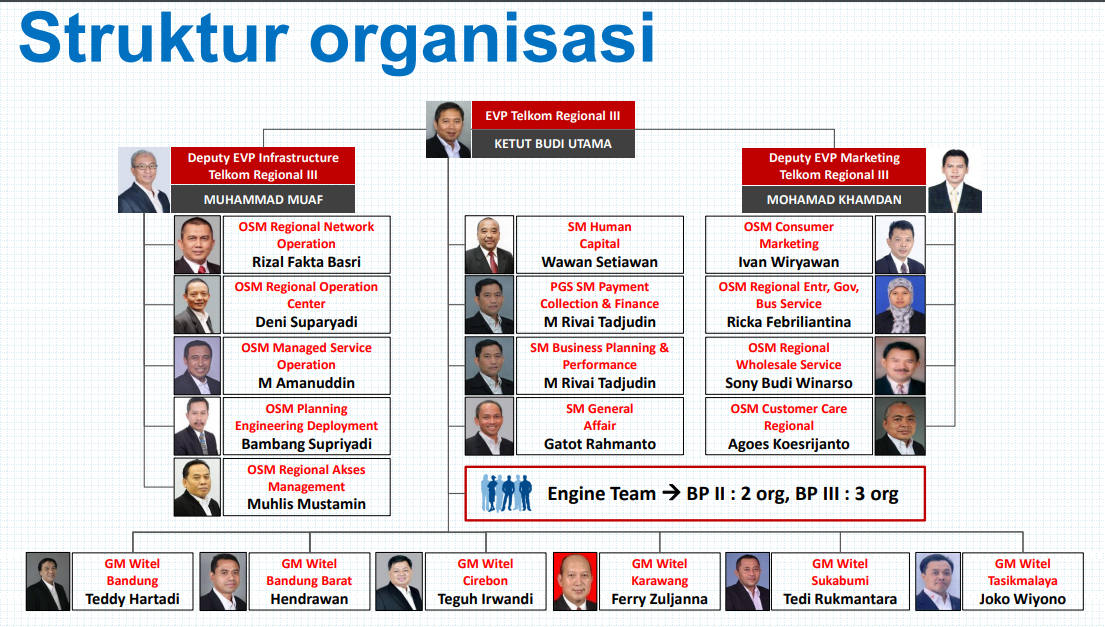 Struktur organisasi
EVP Telkom Regional III
KETUT BUDI UTAMA
Deputy EVP Infrastructure
Telkom Regional III
MUHAMMAD MUAF
Deputy EVP Marketing
Telkom Regional III
MOHAMAD KHAMDAN
OSM Regional Network
Operation
Rizal Fakta Basri
SM Human
Capital
Wawan Setiawan
OSM Consumer
Marketing
Ivan Wiryawan
OSM Regional Operation
Center
Deni Suparyadi
PGS SM Payment
Collection & Finance
M Rivai Tadjudin
OSM Regional Entr, Gov,
Bus Service
Ricka Febriliantina
OSM Managed Service
Operation
M Amanuddin
SM Business Planning &
Performance
M Rivai Tadjudin
OSM Regional
Wholesale Service
Sony Budi Winarso
OSM Planning
Engineering Deployment
Bambang Supriyadi
SM General
Affair
Gatot Rahmanto
OSM Customer Care
Regional
Agoes Koesrijanto
OSM Regional Akses
Management
Muhlis Mustamin
Engine Team → BP II : 2 org, BP III : 3 org
GM Witel
Bandung
Teddy Hartadi
GM Witel
Bandung Barat
Hendrawan
GM Witel
Cirebon
Teguh Irwandi
GM Witel
Karawang
Ferry Zuljanna
GM Witel
Sukabumi
Tedi Rukmantara
GM Witel
Tasikmalaya
Joko Wiyono